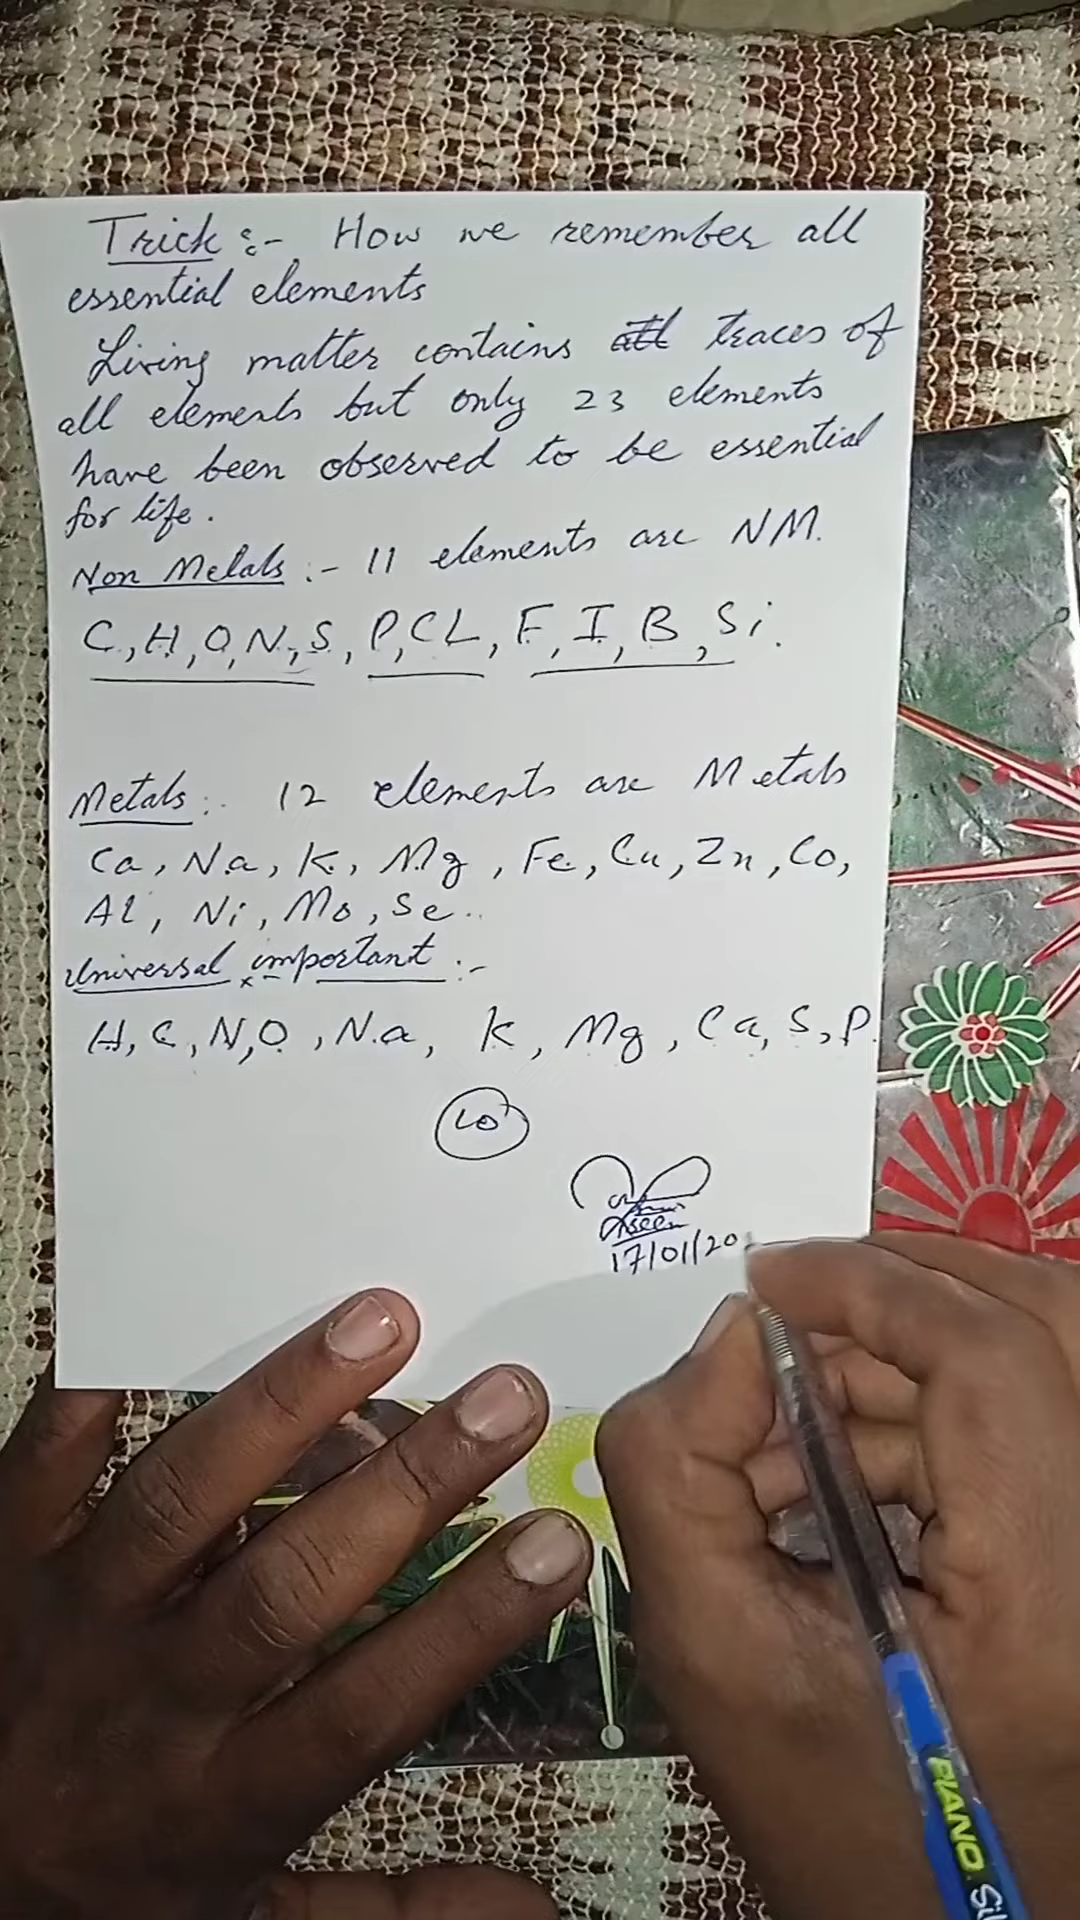 Trick :- How we remember all
essential elements
Living matter contains all traces of
all elements but only 23 elements
have been observed to be essential
for life.
Non Metals :- 11 elements are NM.
C, H, O, N, S, P, CL, F, I, B, Si.
Metals :. 12 elements are Metals
Ca, Na, K, Mg, Fe, Cu, Zn, Co,
Al, Ni, Mo, Se..
Universal important :-
H, C, N, O, Na, K, Mg, Ca, S, P.
10
17/01/20
PIANO Sil